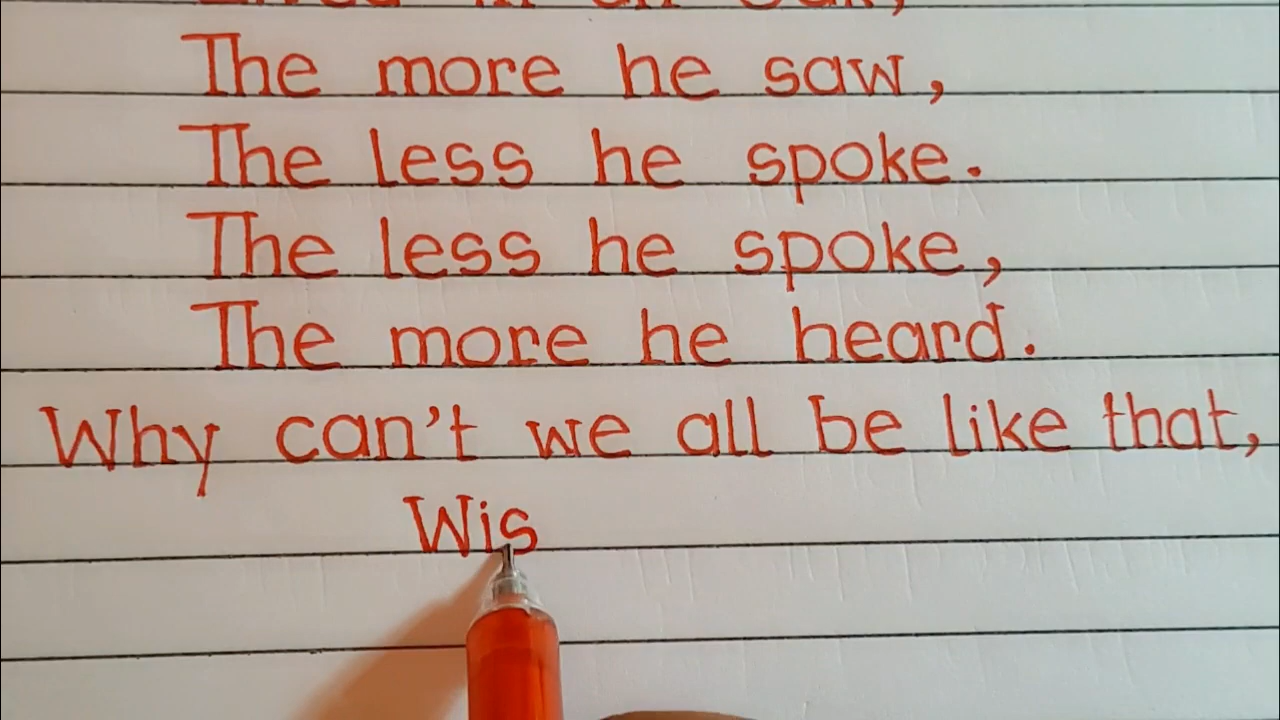 The more he saw,
The less he spoke.
The less he spoke,
The more he heard.
Why can't we all be like that,
Wis